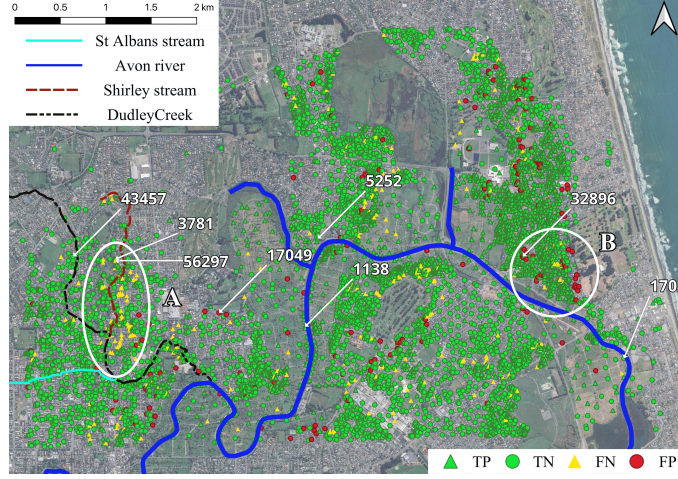 0 0.5 1 1.5 2 km
St Albans stream
Avon river
Shirley stream
DudleyCreek
43457
3781
56297
A
17049
5252
1138
32896
B
170
TP TN FN FP